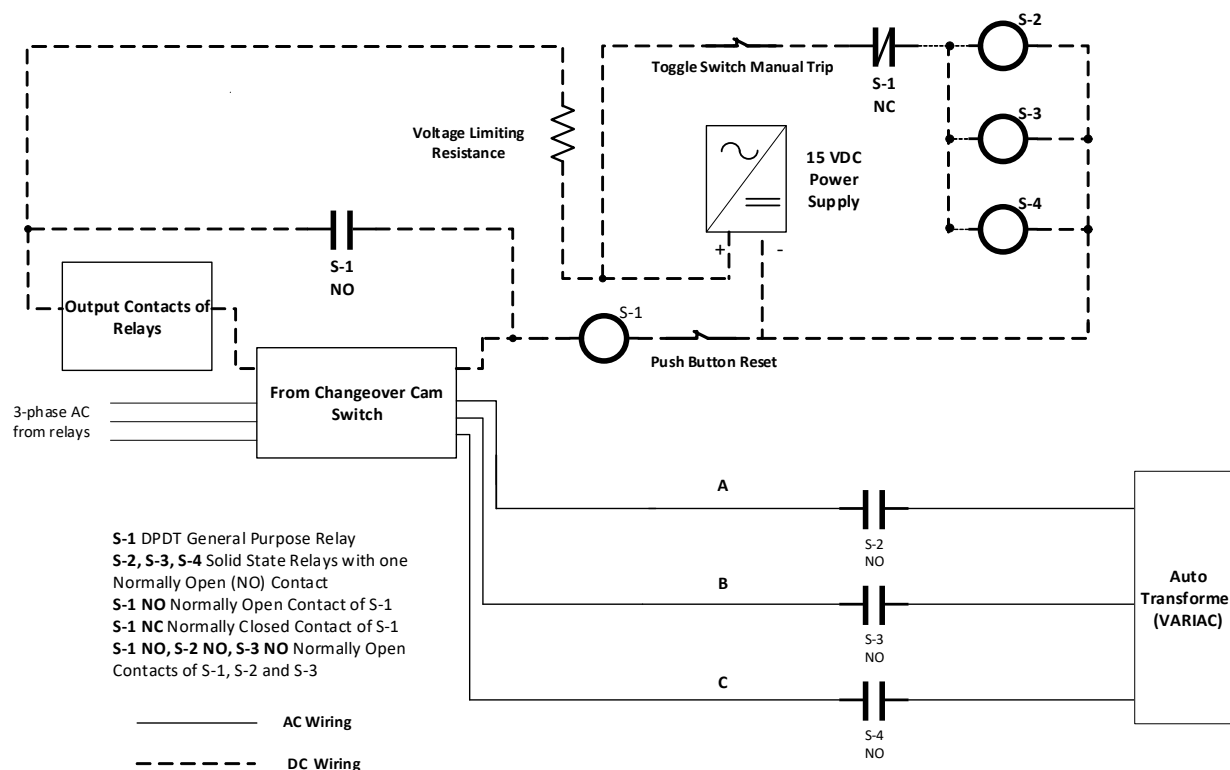 S-2
Toggle Switch Manual Trip
S-1
NC
S-3
Voltage Limiting
Resistance
15 VDC
Power
Supply
S-4
+
-
S-1
NO
Output Contacts of
Relays
S-1
Push Button Reset
From Changeover Cam
Switch
3-phase AC
from relays
A
S-2
NO
S-1 DPDT General Purpose Relay
S-2, S-3, S-4 Solid State Relays with one
Normally Open (NO) Contact
S-1 NO Normally Open Contact of S-1
S-1 NC Normally Closed Contact of S-1
S-1 NO, S-2 NO, S-3 NO Normally Open
Contacts of S-1, S-2 and S-3
B
S-3
NO
Auto
Transforme
(VARIAC)
C
S-4
NO
AC Wiring
DC Wiring